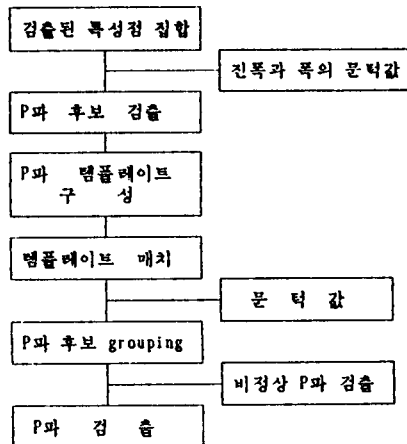 검출된 특성점 집합
진폭과 폭의 문턱값
P파 후보 검출
P파 템플레이트
구 성
템플레이트 매치
문 턱 값
P파 후보 grouping
비정상 P파 검출
P파 검 출